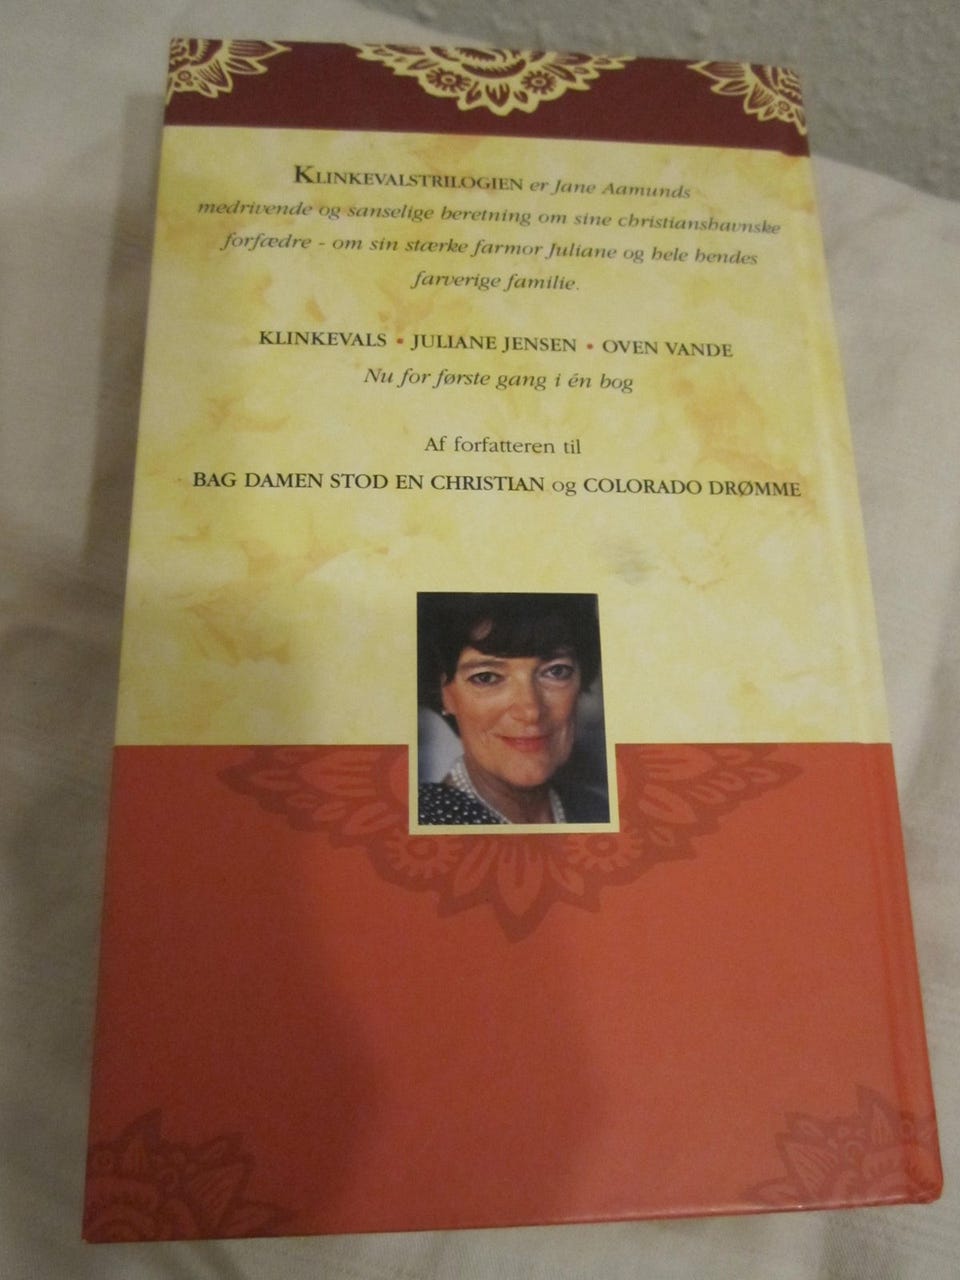 KLINKEVALSTRILOGIEN er Jane Aamunds
medrivende og sanselige beretning om sine christianshavnske
forfædre - om sin stærke farmor Juliane og hele hendes
farverige familie.
KLINKEVALS • JULIANE JENSEN • OVEN VANDE
Nu for første gang i én bog
Af forfatteren til
BAG DAMEN STOD EN CHRISTIAN og COLORADO DRØMME